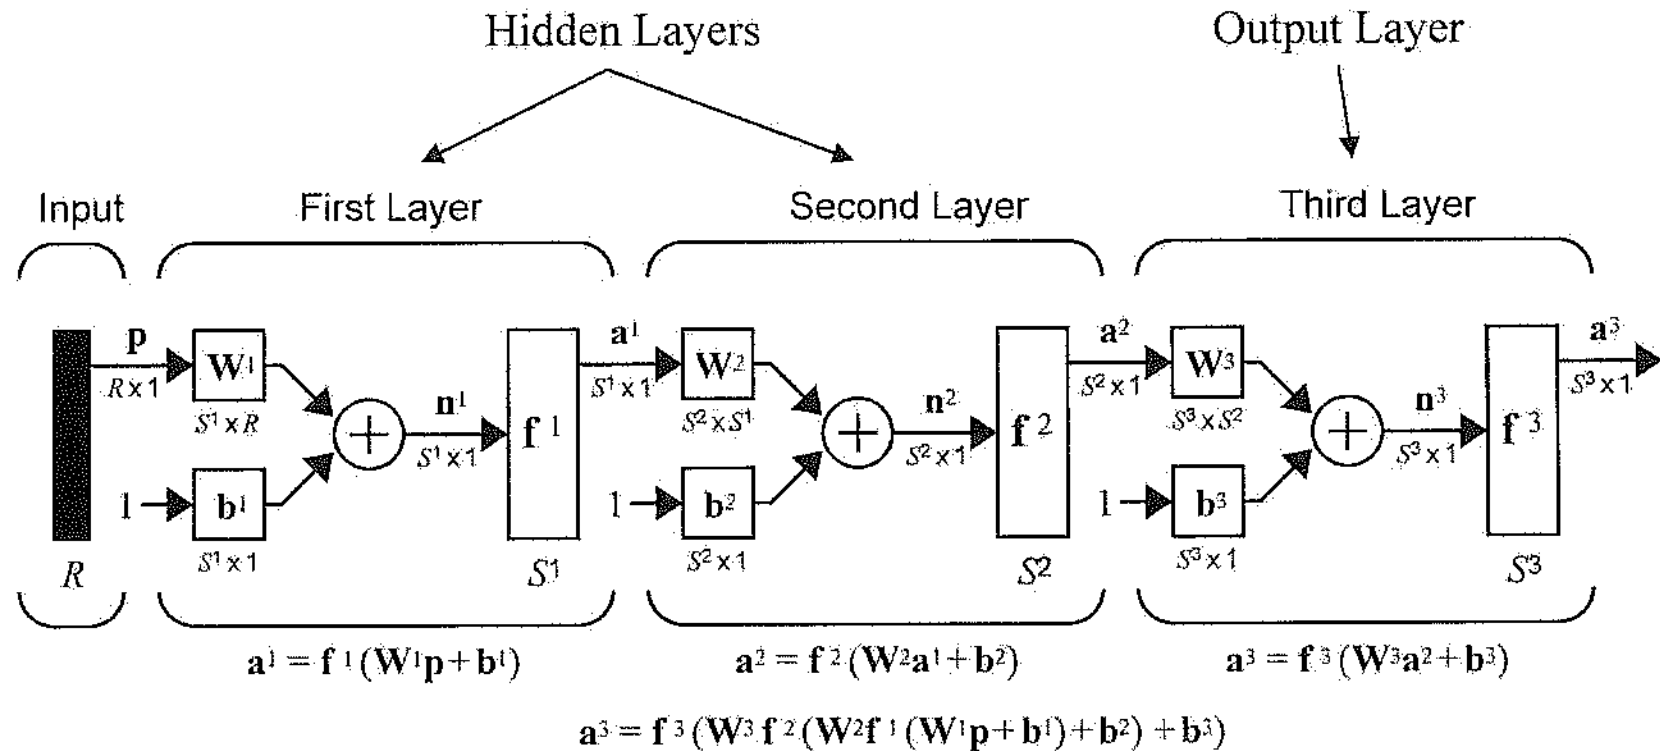 Hidden Layers Output Layer
Input First Layer Second Layer Third Layer
p a¹ a² a³
W¹ W² W³
R×1 S¹×1 S²×1 S³×1
n¹ n² n³
S¹×R S²×S¹ S³×S²
f¹ f² f³
S¹×1 S²×1 S³×1
1 b¹ 1 b² 1 b³
S¹×1 S²×1 S³×1
R S¹ S² S³
a¹ = f¹(W¹p+b¹) a² = f²(W²a¹+b²) a³ = f³(W³a²+b³)
a³ = f³(W³f²(W²f¹(W¹p+b¹)+b²)+b³)